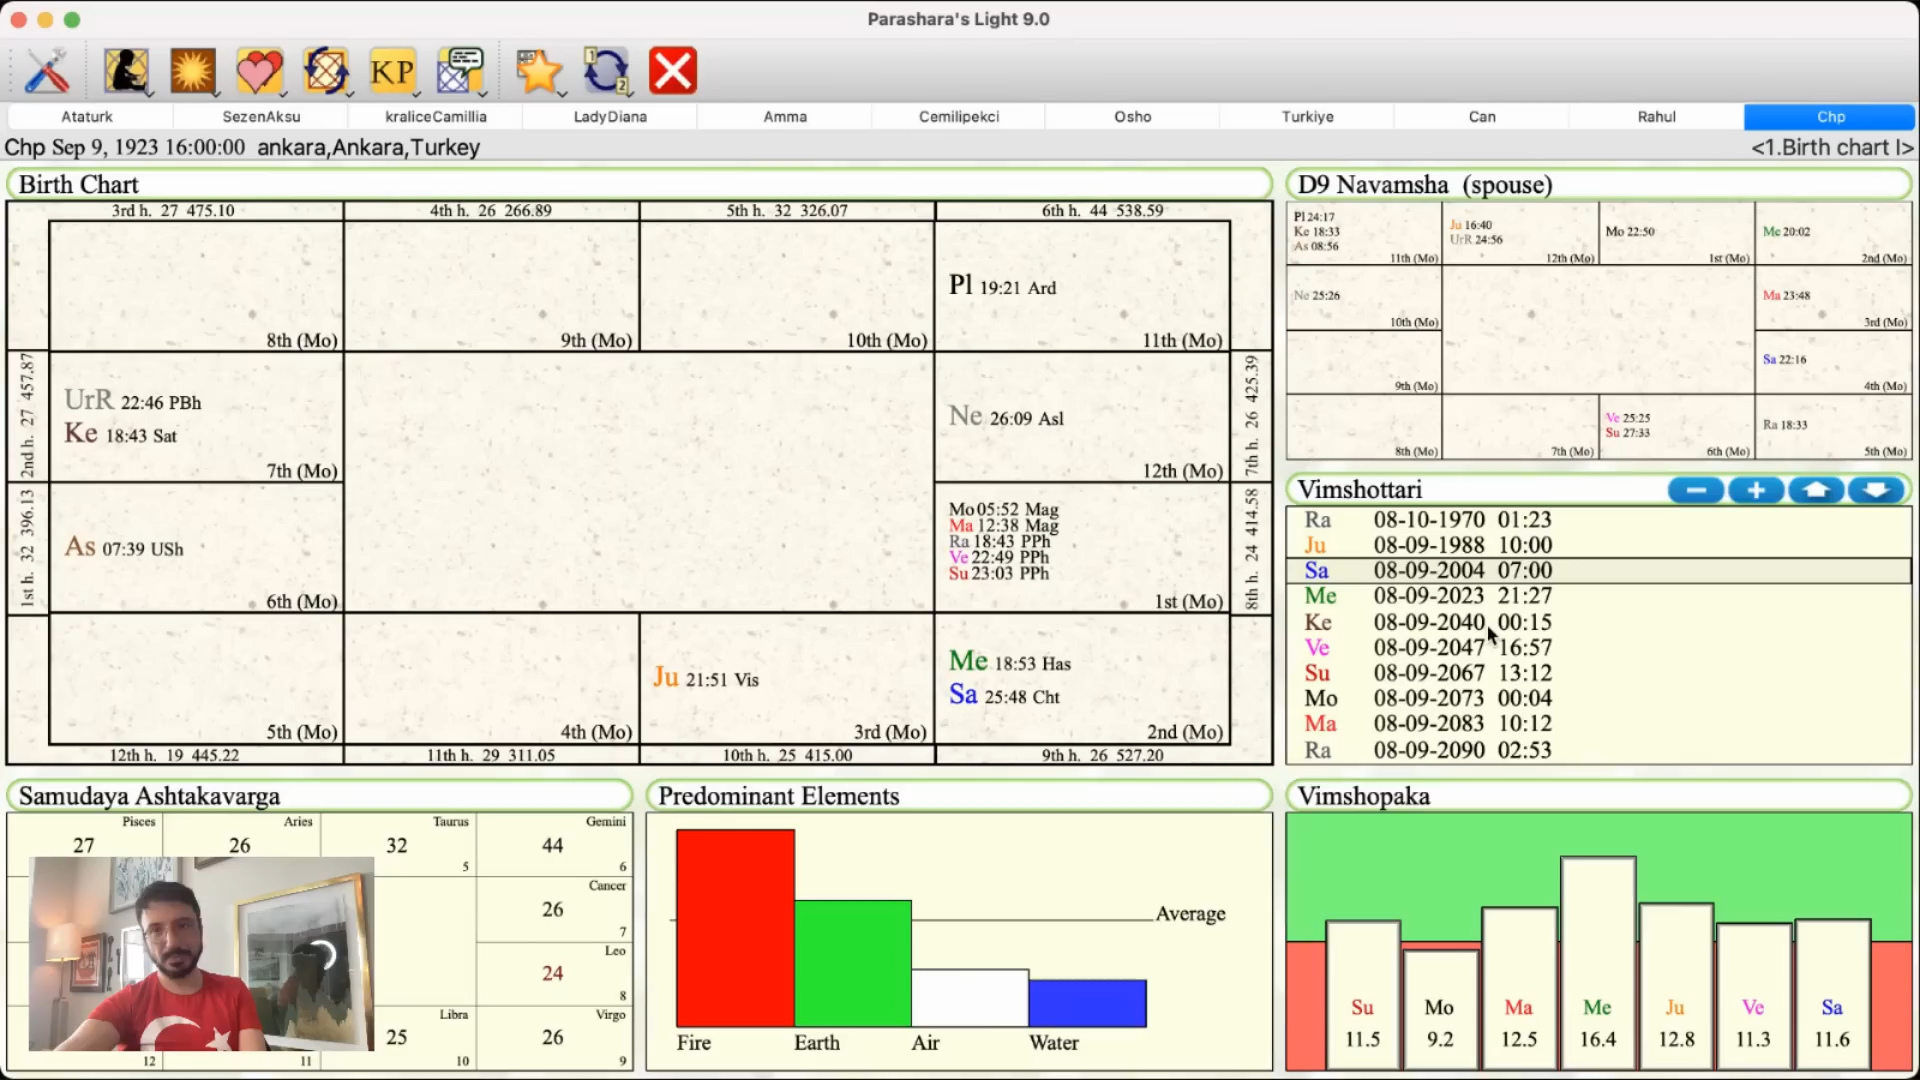 Parashara's Light 9.0
KP
1
2
Ataturk
SezenAksu
kraliceCamillia
LadyDiana
Amma
Cemilipekci
Osho
Turkiye
Can
Rahul
Chp
Chp Sep 9, 1923 16:00:00 ankara,Ankara,Turkey
<1.Birth chart I>
Birth Chart
3rd h. 27 475.10
4th h. 26 266.89
5th h. 32 326.07
6th h. 44 538.59
8th (Mo)
9th (Mo)
10th (Mo)
Pl 19:21 Ard
11th (Mo)
2nd h. 27 457.87
UrR 22:46 PBh
Ke 18:43 Sat
7th (Mo)
Ne 26:09 Asl
12th (Mo)
7th h. 26 425.39
1st h. 32 396.13
As 07:39 USh
6th (Mo)
Mo 05:52 Mag
Ma 12:38 Mag
Ra 18:43 PPh
Ve 22:49 PPh
Su 23:03 PPh
1st (Mo)
8th h. 24 414.58
5th (Mo)
4th (Mo)
Ju 21:51 Vis
3rd (Mo)
Me 18:53 Has
Sa 25:48 Cht
2nd (Mo)
12th h. 19 445.22
11th h. 29 311.05
10th h. 25 415.00
9th h. 26 527.20
D9 Navamsha (spouse)
Pl 24:17
Ke 18:33
As 08:56
11th (Mo)
Ju 16:40
UrR 24:56
12th (Mo)
Mo 22:50
1st (Mo)
Me 20:02
2nd (Mo)
Ne 25:26
10th (Mo)
Ma 23:48
3rd (Mo)
9th (Mo)
Sa 22:16
4th (Mo)
8th (Mo)
7th (Mo)
Ve 25:25
Su 27:33
6th (Mo)
Ra 18:33
5th (Mo)
Vimshottari
Ra 08-10-1970 01:23
Ju 08-09-1988 10:00
Sa 08-09-2004 07:00
Me 08-09-2023 21:27
Ke 08-09-2040 00:15
Ve 08-09-2047 16:57
Su 08-09-2067 13:12
Mo 08-09-2073 00:04
Ma 08-09-2083 10:12
Ra 08-09-2090 02:53
Samudaya Ashtakavarga
Pisces
27
Aries
26
Taurus
32
5
Gemini
44
6
Cancer
26
7
Leo
24
8
12
11
Libra
25
10
Virgo
26
9
Predominant Elements
Average
Fire
Earth
Air
Water
Vimshopaka
Su
Mo
Ma
Me
Ju
Ve
Sa
11.5
9.2
12.5
16.4
12.8
11.3
11.6